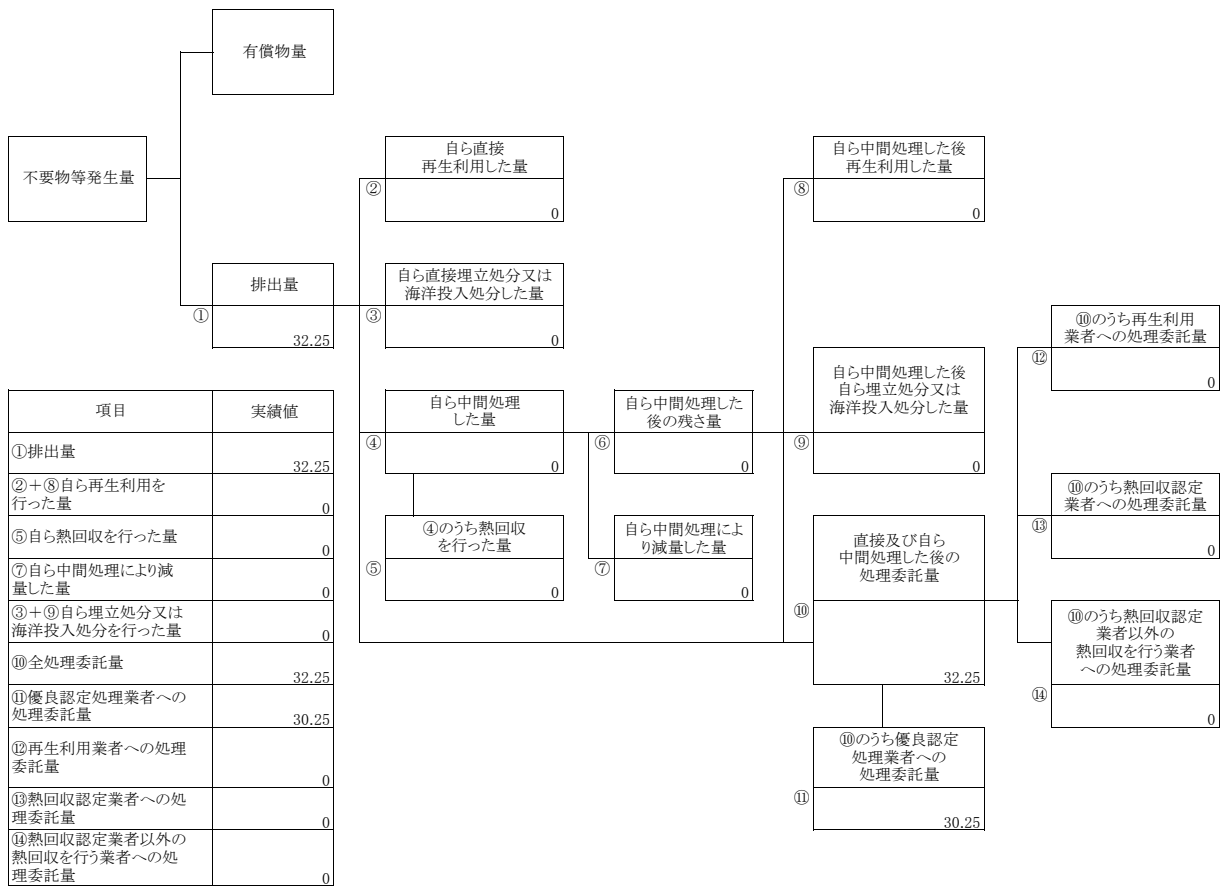 有償物量
不要物等発生量
自ら直接
再生利用した量
②
0
自ら中間処理した後
再生利用した量
⑧
0
排出量
①
32.25
自ら直接埋立処分又は
海洋投入処分した量
③
0
⑩のうち再生利用
業者への処理委託量
⑫
0
自ら中間処理
した量
④
0
自ら中間処理した
後の残さ量
⑥
0
自ら中間処理した後
自ら埋立処分又は
海洋投入処分した量
⑨
0
⑩のうち熱回収認定
業者への処理委託量
⑬
0
④のうち熱回収
を行った量
⑤
0
自ら中間処理によ
り減量した量
⑦
0
直接及び自ら
中間処理した後の
処理委託量
⑩
32.25
⑩のうち熱回収認定
業者以外の
熱回収を行う業者
への処理委託量
⑭
0
⑩のうち優良認定
処理業者への
処理委託量
⑪
30.25
項目 実績値
①排出量
32.25
②+⑧自ら再生利用を
行った量
0
⑤自ら熱回収を行った量
0
⑦自ら中間処理により減
量した量
0
③+⑨自ら埋立処分又は
海洋投入処分を行った量
0
⑩全処理委託量
32.25
⑪優良認定処理業者への
処理委託量
30.25
⑫再生利用業者への処理
委託量
0
⑬熱回収認定業者への処
理委託量
0
⑭熱回収認定業者以外の
熱回収を行う業者への処
理委託量
0